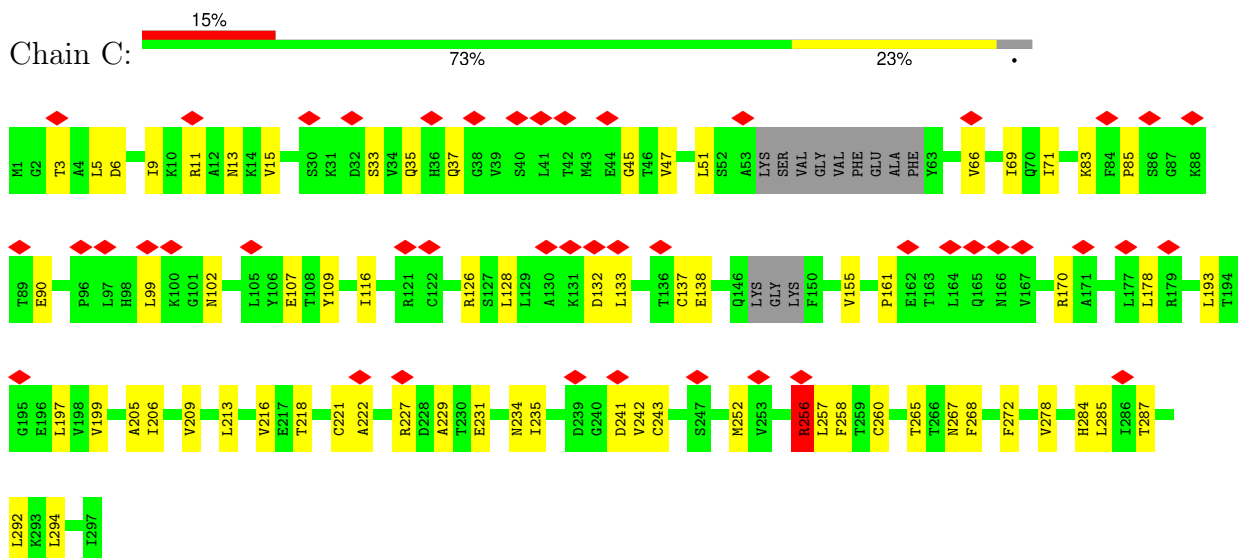 15%
Chain C:
73% 23% •
M1 G2 T3 A4 L5 D6 I9 K10 R11 A12 N13 K14 V15 S30 K31 D32 S33 V34 Q35 H36 Q37 G38 V39 S40 L41 T42 M43 E44 G45 T46 V47 L51 S52 A53 LYS SER VAL GLY VAL PHE GLU ALA PHE Y63 V66 I69 Q70 I71 K83 F84 P85 S86 G87 K88
T89 E90 P96 L97 H98 L99 K100 G101 N102 L105 Y106 E107 T108 Y109 I116 R121 C122 R126 S127 L128 L129 A130 K131 D132 L133 T136 C137 E138 Q146 LYS GLY LYS F150 V155 P161 E162 T163 L164 Q165 N166 V167 R170 A171 L177 L178 R179 L193 T194
G195 E196 L197 V198 V199 A205 I206 V209 L213 V216 E217 T218 C221 A222 R227 D228 A229 T230 E231 N234 I235 D239 G240 D241 V242 C243 S247 M252 V253 R256 L257 F258 T259 C260 T265 T266 N267 F268 F272 V278 H284 L285 I286 T287
L292 K293 L294 I297